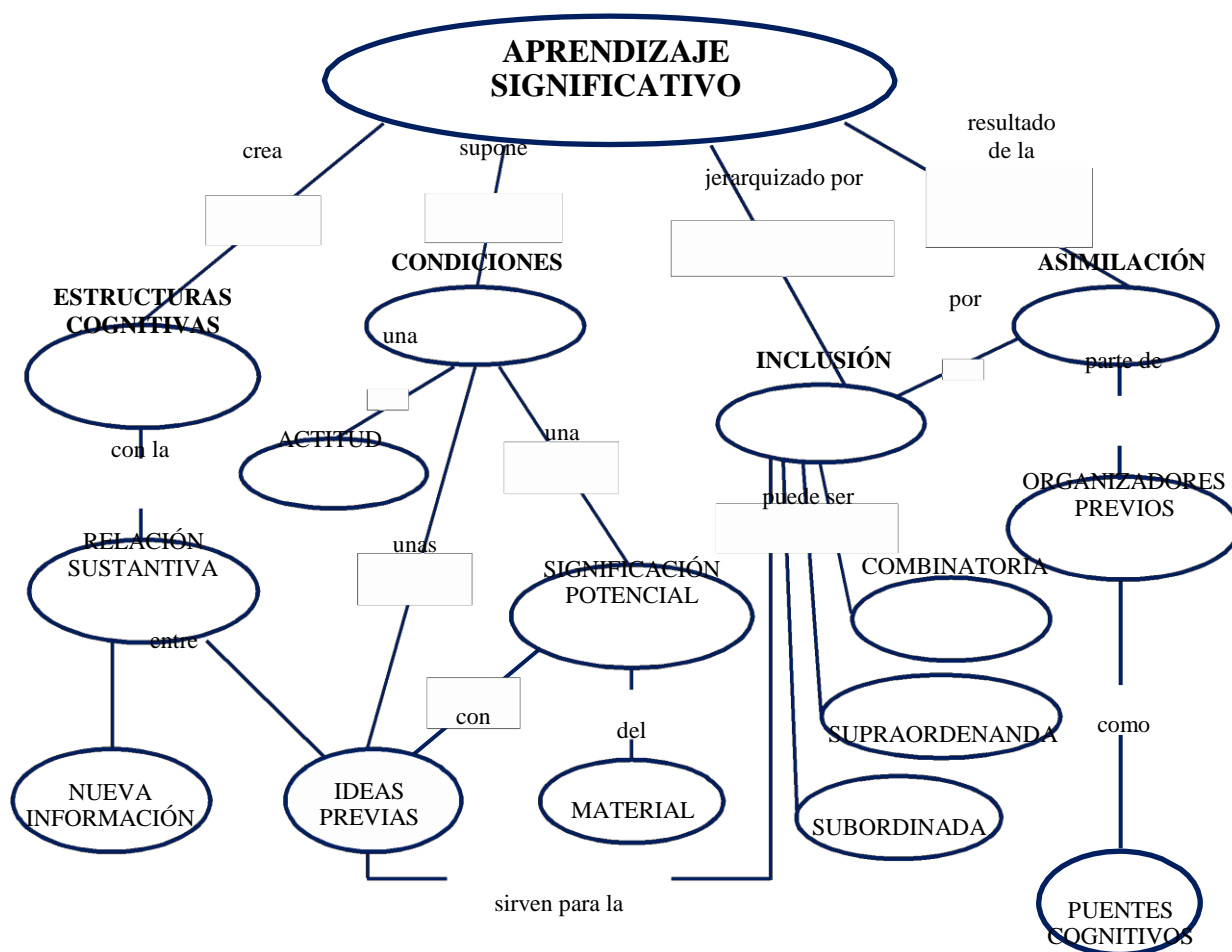 APRENDIZAJE
SIGNIFICATIVO
crea
supone
jerarquizado por
resultado
de la
CONDICIONES
ASIMILACIÓN
ESTRUCTURAS
COGNITIVAS
una
INCLUSIÓN
por
parte de
con la
ACTITUD
una
puede ser
ORGANIZADORES
PREVIOS
RELACIÓN
SUSTANTIVA
unas
SIGNIFICACIÓN
POTENCIAL
COMBINATORIA
entre
con
del
SUPRAORDENANDA
como
NUEVA
INFORMACIÓN
IDEAS
PREVIAS
MATERIAL
SUBORDINADA
sirven para la
PUENTES
COGNITIVOS